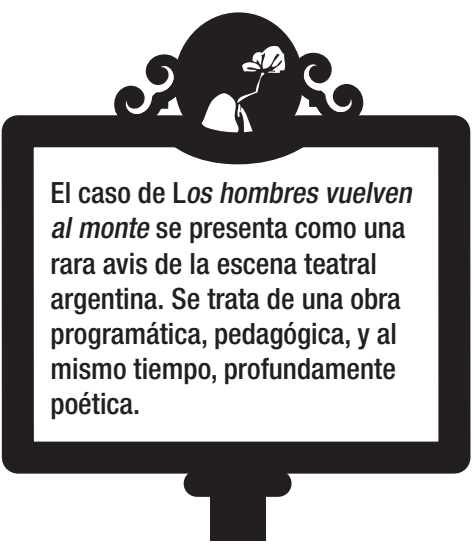 El caso de Los hombres vuelven
al monte se presenta como una
rara avis de la escena teatral
argentina. Se trata de una obra
programática, pedagógica, y al
mismo tiempo, profundamente
poética.